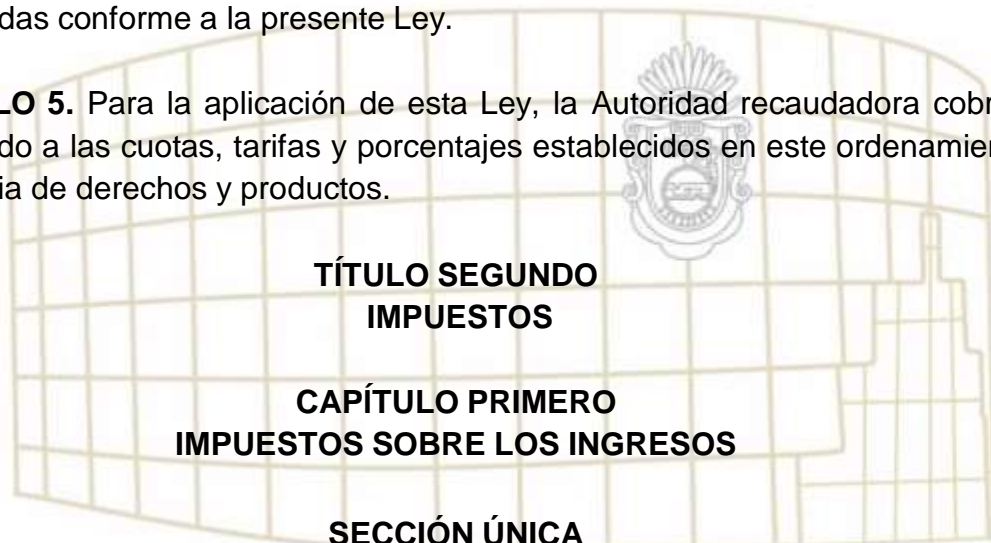 das conforme a la presente Ley.
LO 5. Para la aplicación de esta Ley, la Autoridad recaudadora cobr
do a las cuotas, tarifas y porcentajes establecidos en este ordenamien
ia de derechos y productos.
TÍTULO SEGUNDO
IMPUESTOS
CAPÍTULO PRIMERO
IMPUESTOS SOBRE LOS INGRESOS
SECCIÓN ÚNICA